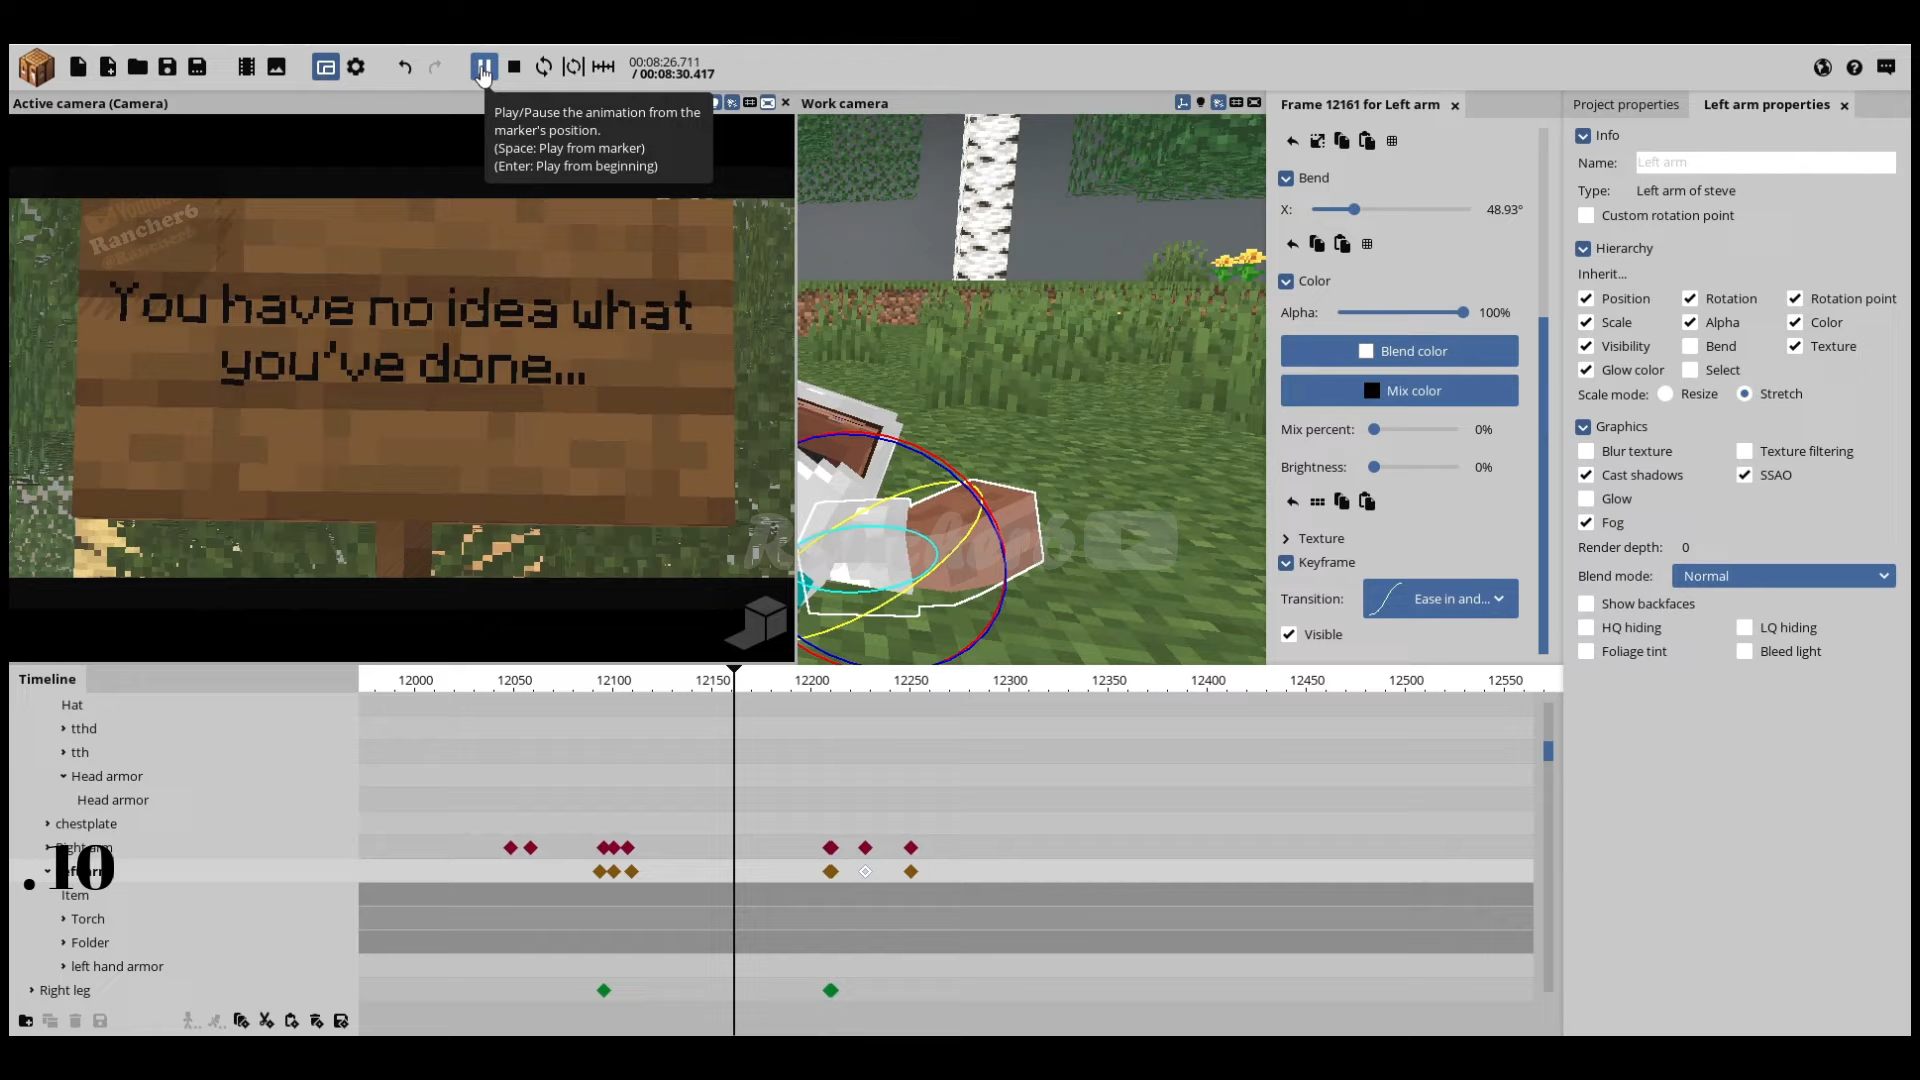 00:08:26.711
/ 00:08:30.417
Active camera (Camera)
Play/Pause the animation from the
marker's position.
(Space: Play from marker)
(Enter: Play from beginning)
YouTube
Rancher6
@Rancher6
You have no idea what
you've done...
Work camera
Rancher6
Frame 12161 for Left arm
Bend
X: 48.93°
Color
Alpha: 100%
Blend color
Mix color
Mix percent: 0%
Brightness: 0%
Texture
Keyframe
Transition: Ease in and...
Visible
Project properties
Left arm properties
Info
Name: Left arm
Type: Left arm of steve
Custom rotation point
Hierarchy
Inherit...
Position Rotation Rotation point
Scale Alpha Color
Visibility Bend Texture
Glow color Select
Scale mode: Resize Stretch
Graphics
Blur texture Texture filtering
Cast shadows SSAO
Glow
Fog
Render depth: 0
Blend mode: Normal
Show backfaces
HQ hiding LQ hiding
Foliage tint Bleed light
Timeline
12000 12050 12100 12150 12200 12250 12300 12350 12400 12450 12500 12550
Hat
tthd
tth
Head armor
Head armor
chestplate
Right arm
Left arm
.10
Item
Torch
Folder
left hand armor
Right leg